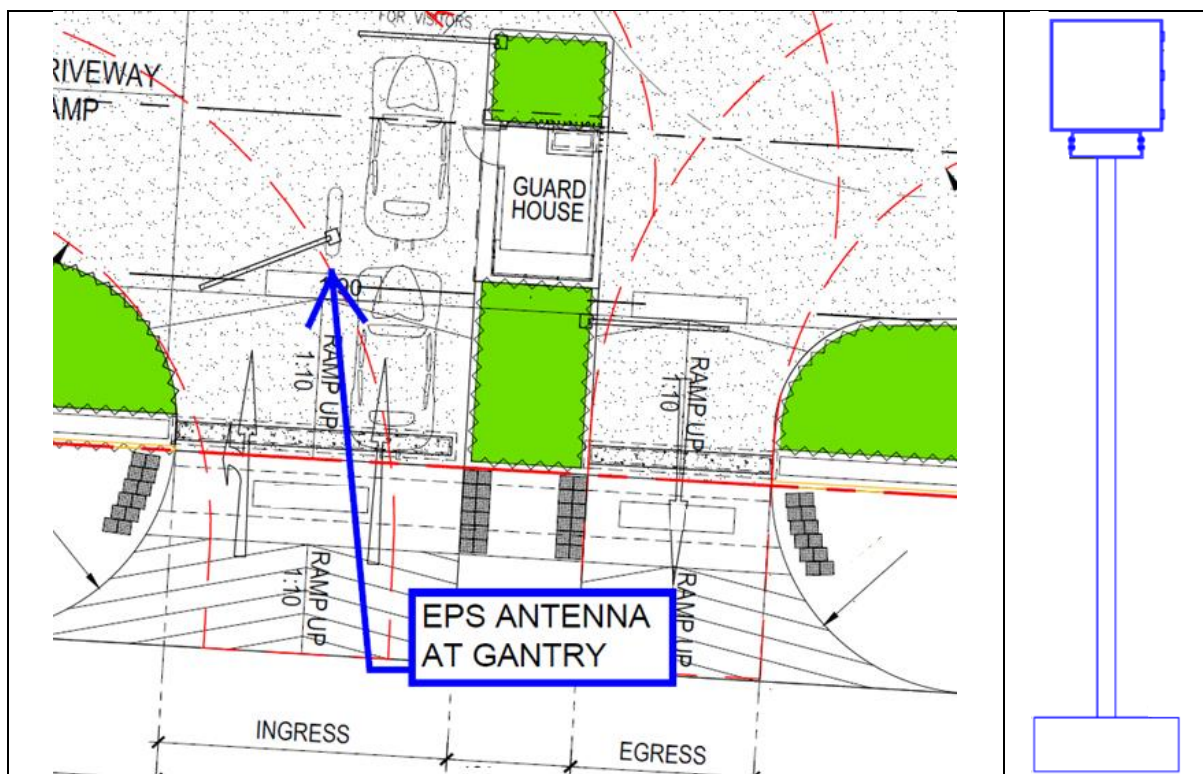 FOR VISITORS
RIVEWAY
AMP
GUARD
HOUSE
RAMP UP
1:10
RAMP UP
1:10
RAMP UP
1:10
RAMP UP
EPS ANTENNA
AT GANTRY
INGRESS
EGRESS